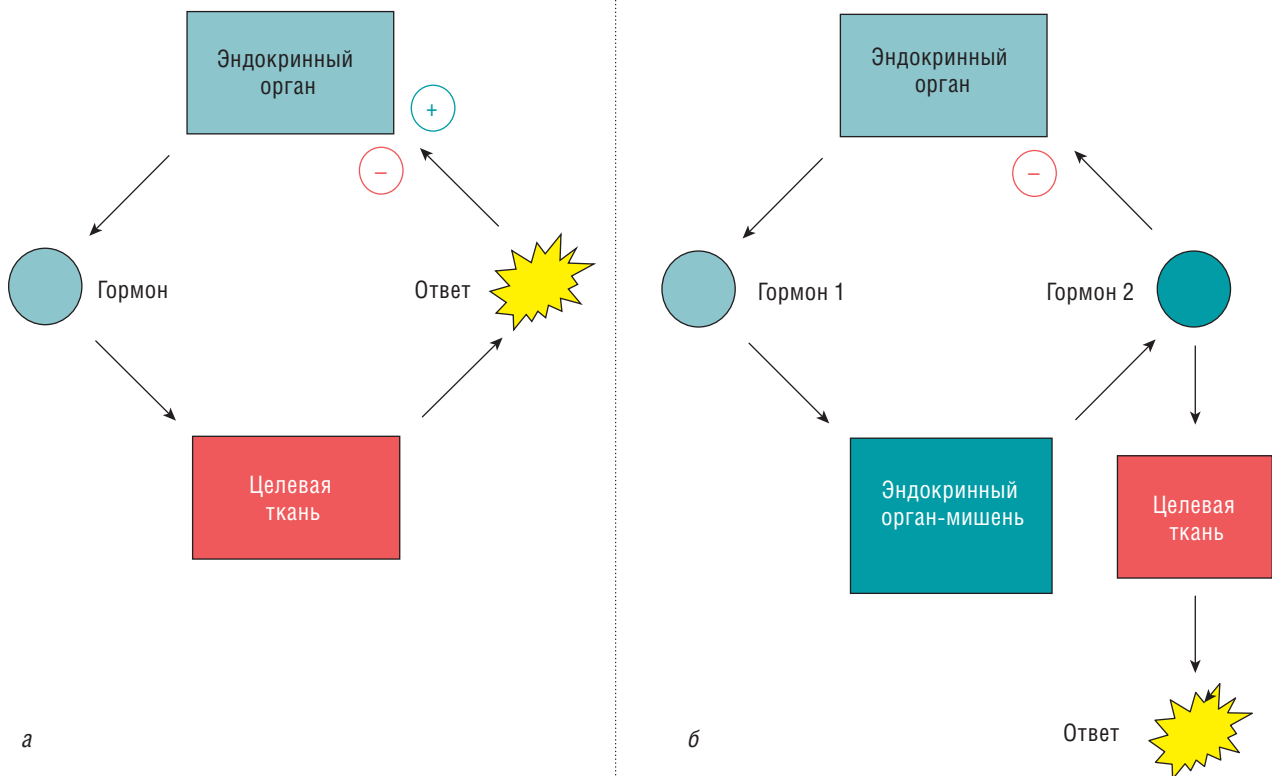 Эндокринный
орган
+
−
Гормон
Ответ
Целевая
ткань
а
Эндокринный
орган
−
Гормон 1
Гормон 2
Эндокринный
орган-мишень
Целевая
ткань
Ответ
б